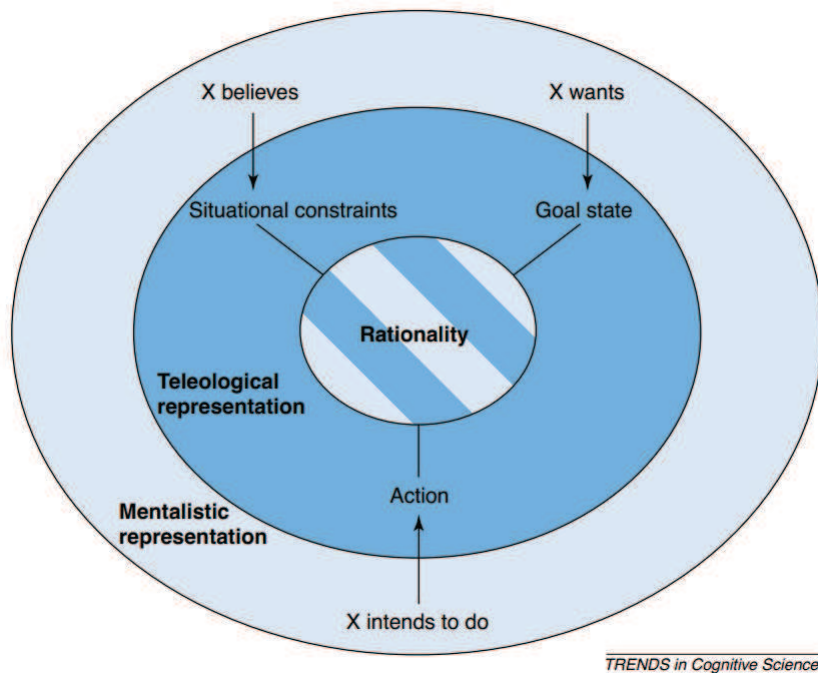 X believes
X wants
Situational constraints
Goal state
Rationality
Teleological
representation
Action
Mentalistic
representation
X intends to do
TRENDS in Cognitive Science